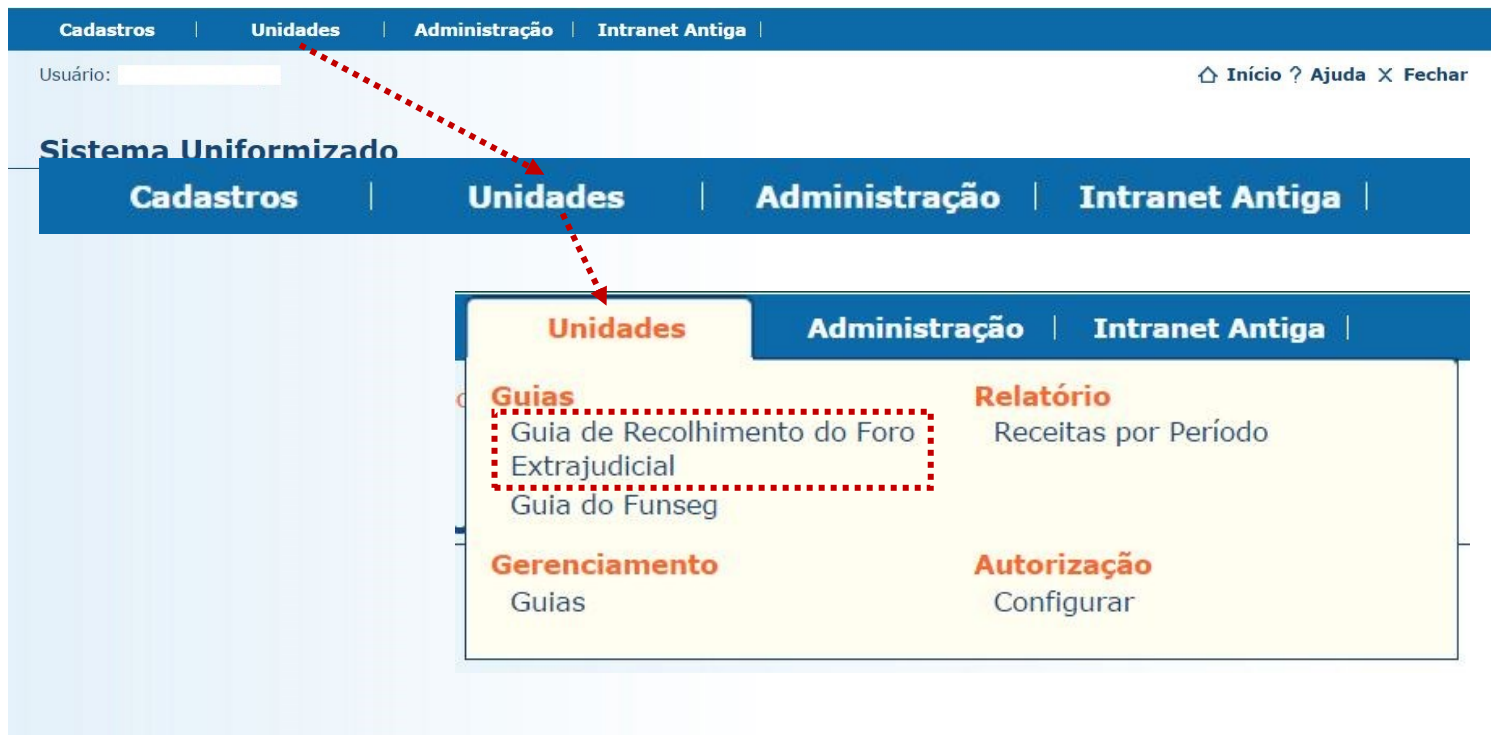 Cadastros | Unidades | Administração | Intranet Antiga |
Usuário:
Início ? Ajuda X Fechar
Sistema Uniformizado
Cadastros | Unidades | Administração | Intranet Antiga |
Unidades Administração | Intranet Antiga |
Guias Relatório
Guia de Recolhimento do Foro Receitas por Período
Extrajudicial
Guia do Funseg
Gerenciamento Autorização
Guias Configurar